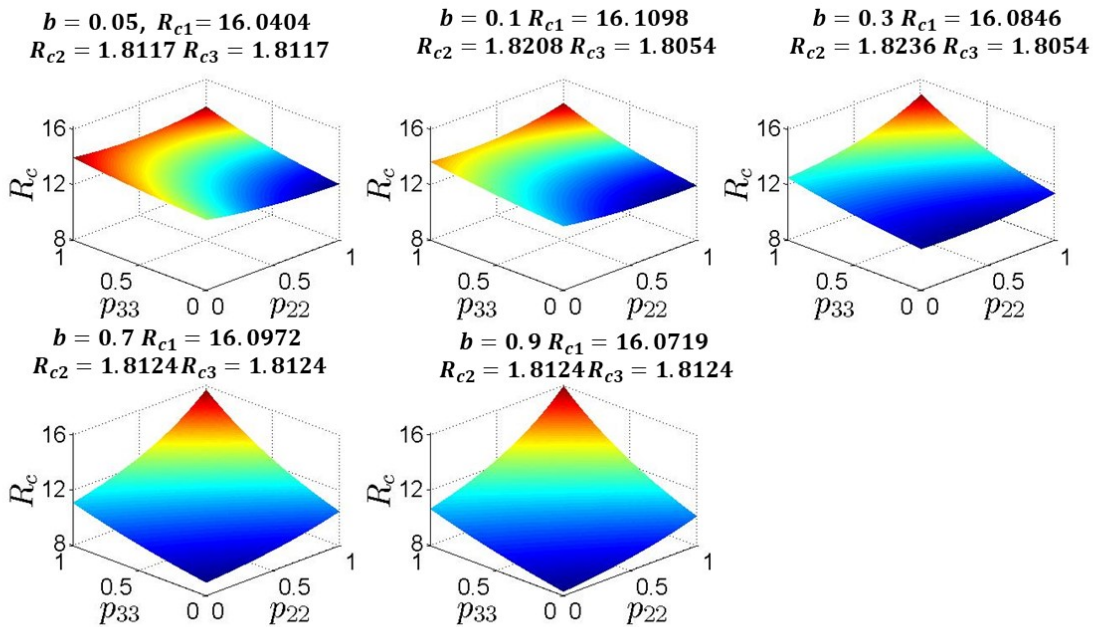 b = 0.05, R_c1 = 16.0404
R_c2 = 1.8117 R_c3 = 1.8117
16
12
8
R_c
1
0.5
0
p_33
0
0.5
1
p_22
b = 0.1 R_c1 = 16.1098
R_c2 = 1.8208 R_c3 = 1.8054
16
12
8
R_c
1
0.5
0
p_33
0
0.5
1
p_22
b = 0.3 R_c1 = 16.0846
R_c2 = 1.8236 R_c3 = 1.8054
16
12
8
R_c
1
0.5
0
p_33
0
0.5
1
p_22
b = 0.7 R_c1 = 16.0972
R_c2 = 1.8124 R_c3 = 1.8124
16
12
8
R_c
1
0.5
0
p_33
0
0.5
1
p_22
b = 0.9 R_c1 = 16.0719
R_c2 = 1.8124 R_c3 = 1.8124
16
12
8
R_c
1
0.5
0
p_33
0
0.5
1
p_22